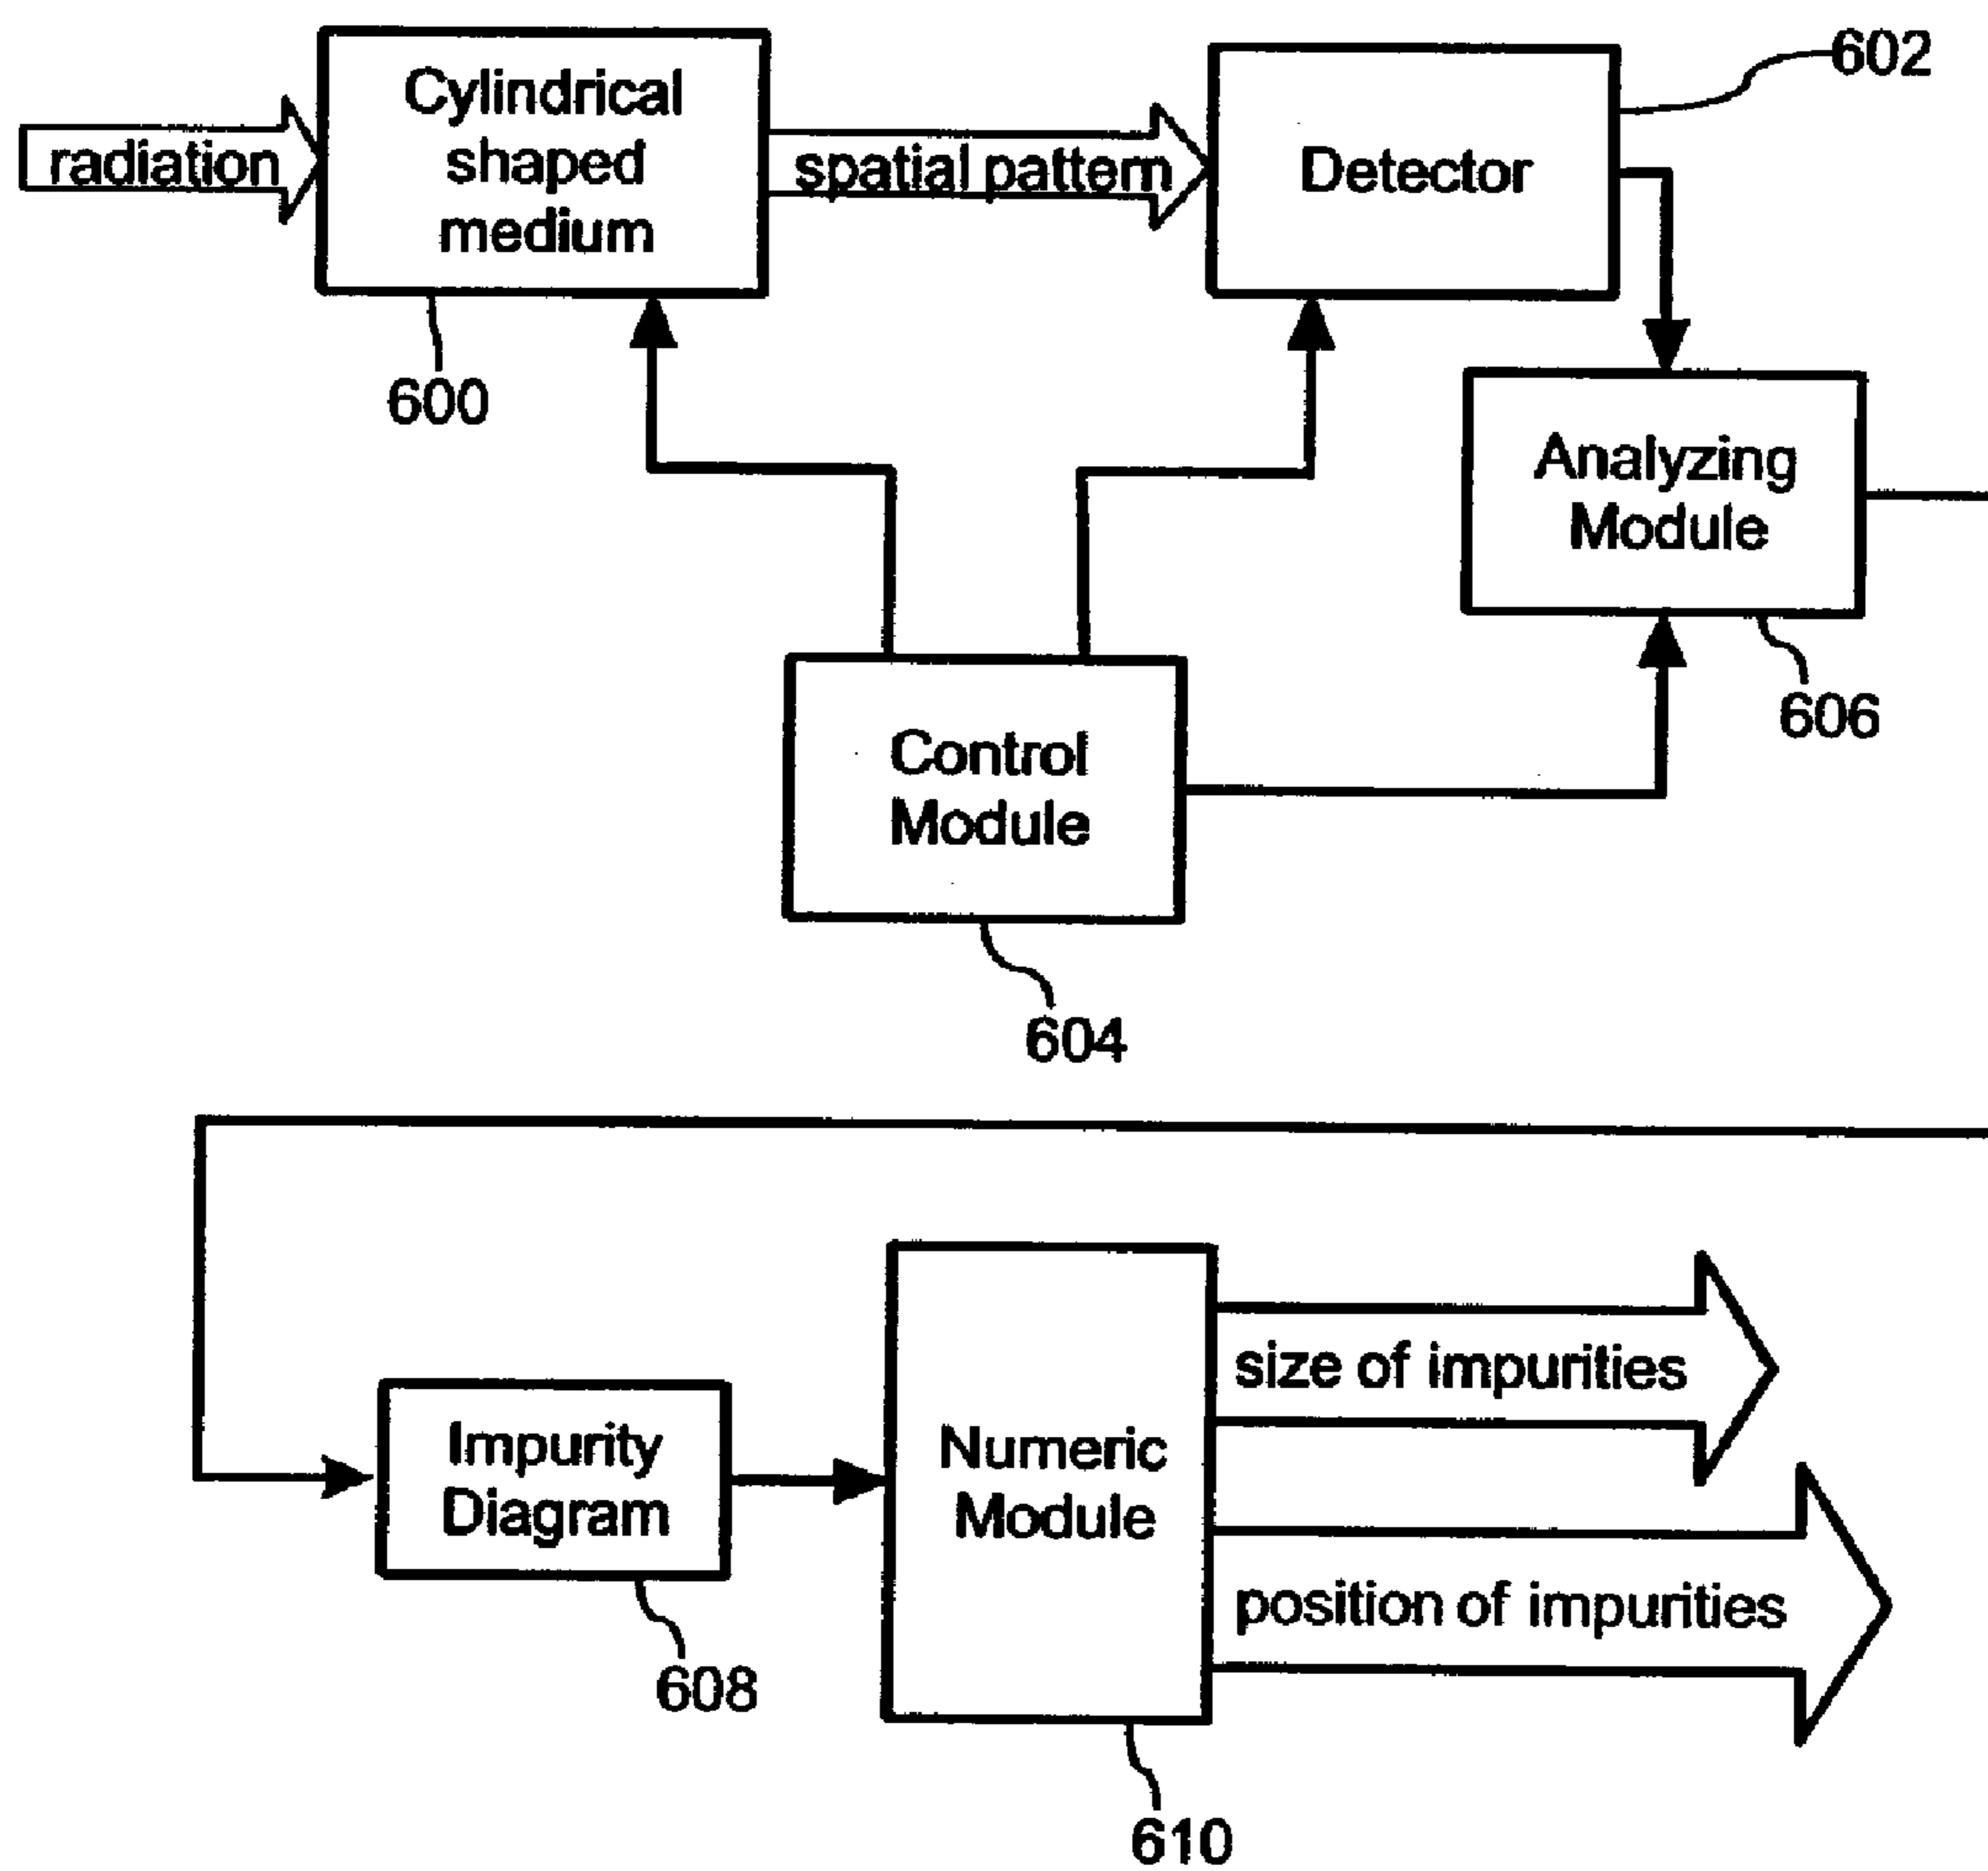 radiation
Cylindrical
shaped
medium
spatial pattern
Detector
602
600
Analyzing
Module
606
Control
Module
604
Impurity
Diagram
608
Numeric
Module
610
size of impurities
position of impurities